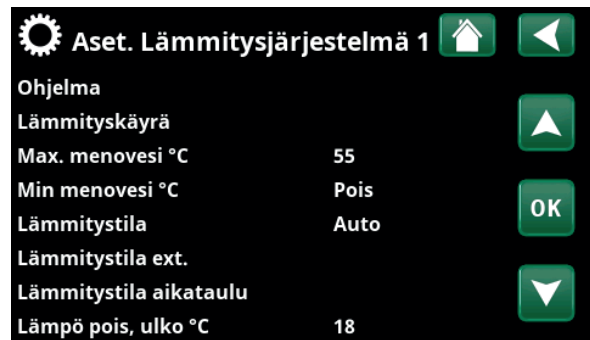 Aset. Lämmitysjärjestelmä 1
Ohjelma
Lämmityskäyrä
Max. menovesi °C 55
Min menovesi °C Pois
Lämmitystila Auto
OK
Lämmitystila ext.
Lämmitystila aikataulu
Lämpö pois, ulko °C 18